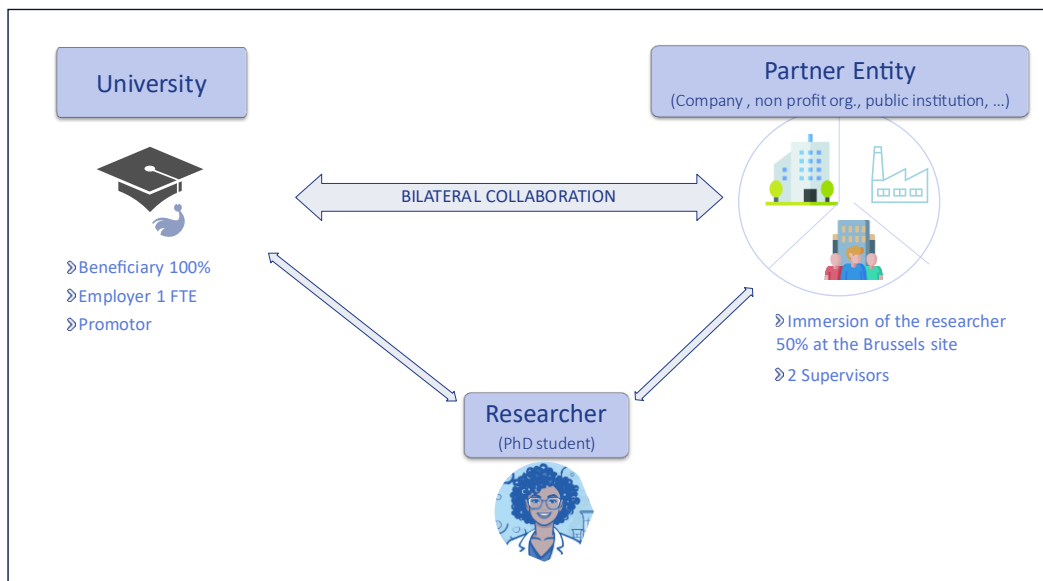 University
Partner Entity
(Company , non profit org., public institution, …)
BILATERAL COLLABORATION
Beneficiary 100%
Employer 1 FTE
Promotor
Immersion of the researcher
50% at the Brussels site
2 Supervisors
Researcher
(PhD student)